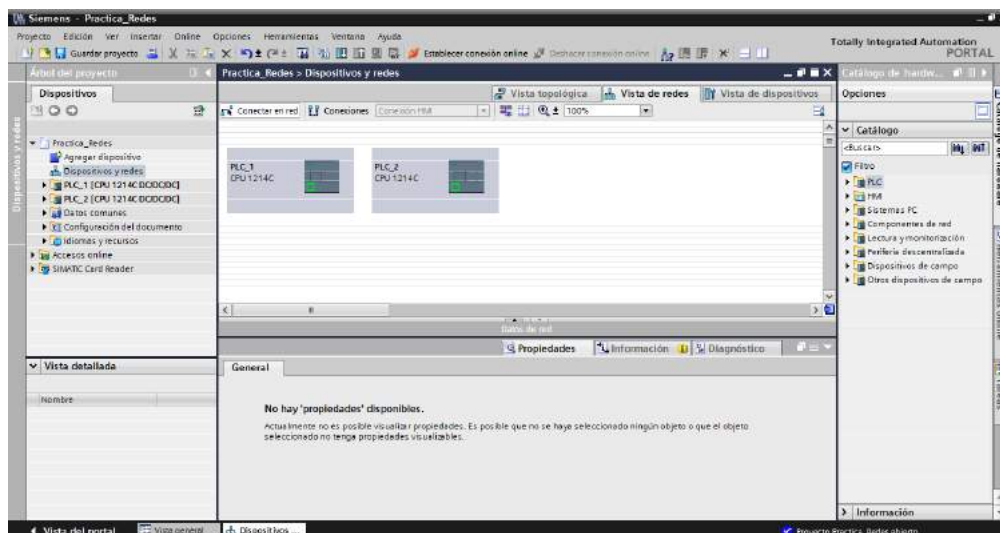 Siemens - Practica_Redes
Proyecto Edición Ver Insertar Online Opciones Herramientas Ventana Ayuda
Guardar proyecto
Establecer conexión online
Deshacer conexión online
Totally Integrated Automation
PORTAL
Árbol del proyecto
Dispositivos
Dispositivos y redes
Practica_Redes
Agregar dispositivo
Dispositivos y redes
PLC_1 [CPU 1214C DC/DC/DC]
PLC_2 [CPU 1214C DC/DC/DC]
Datos comunes
Configuración del documento
Idiomas y recursos
Accesos online
SIMATIC Card Reader
Vista detallada
Nombre
Practica_Redes > Dispositivos y redes
Vista topológica
Vista de redes
Vista de dispositivos
Conectar en red
Conexiones
Conexión HMI
100%
PLC_1
CPU 1214C
PLC_2
CPU 1214C
Datos de red
Propiedades
Información
Diagnóstico
General
No hay 'propiedades' disponibles.
Actualmente no es posible visualizar propiedades. Es posible que no se haya seleccionado ningún objeto o que el objeto
seleccionado no tenga propiedades visualizables.
Catálogo de hardw...
Opciones
Catálogo
<Buscar>
Filtro
PLC
HMI
Sistemas PC
Componentes de red
Lectura y monitorización
Periferia descentralizada
Dispositivos de campo
Otros dispositivos de campo
Información
Vista del portal
Vista general
Dispositivos ...
Proyecto Practica_Redes abierto